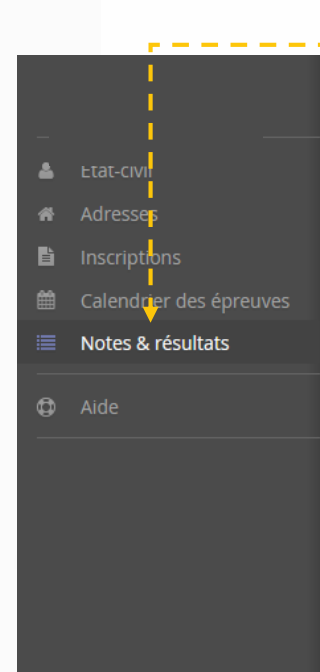 Etat-civil
Adresses
Inscriptions
Calendrier des épreuves
Notes & résultats
Aide